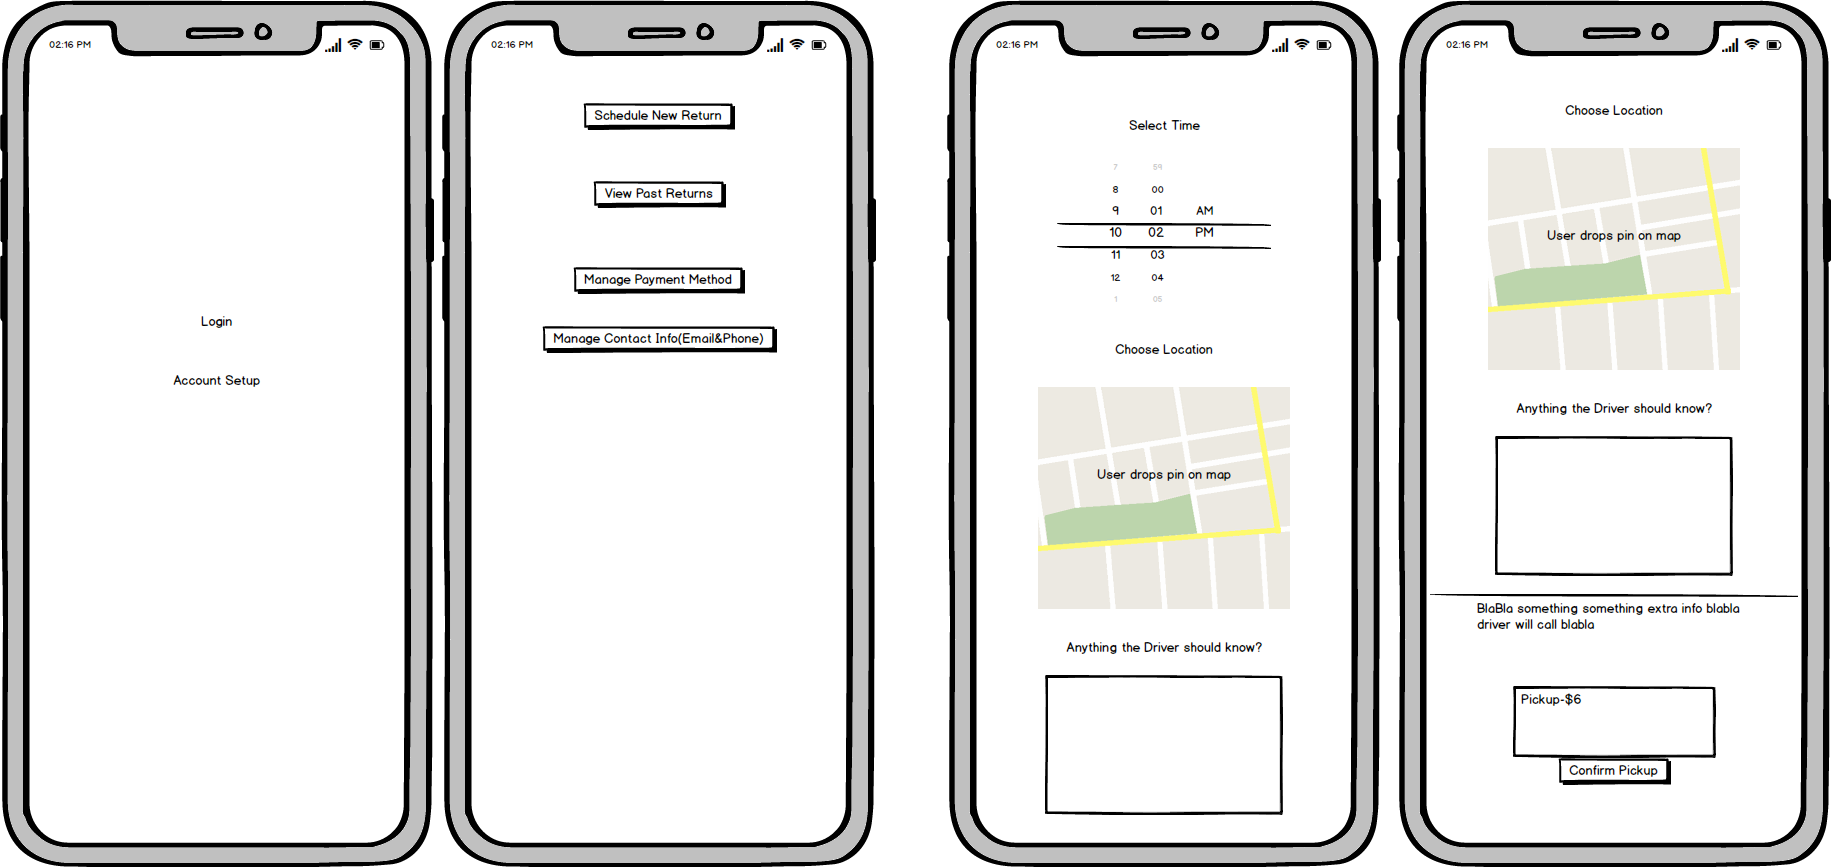 02:16 PM
Login
Account Setup
02:16 PM
Schedule New Return
View Past Returns
Manage Payment Method
Manage Contact Info(Email&Phone)
02:16 PM
Select Time
7 59
8 00
9 01 AM
10 02 PM
11 03
12 04
1 05
Choose Location
User drops pin on map
Anything the Driver should know?
02:16 PM
Choose Location
User drops pin on map
Anything the Driver should know?
BlaBla something something extra info blabla
driver will call blabla
Pickup-$6
Confirm Pickup